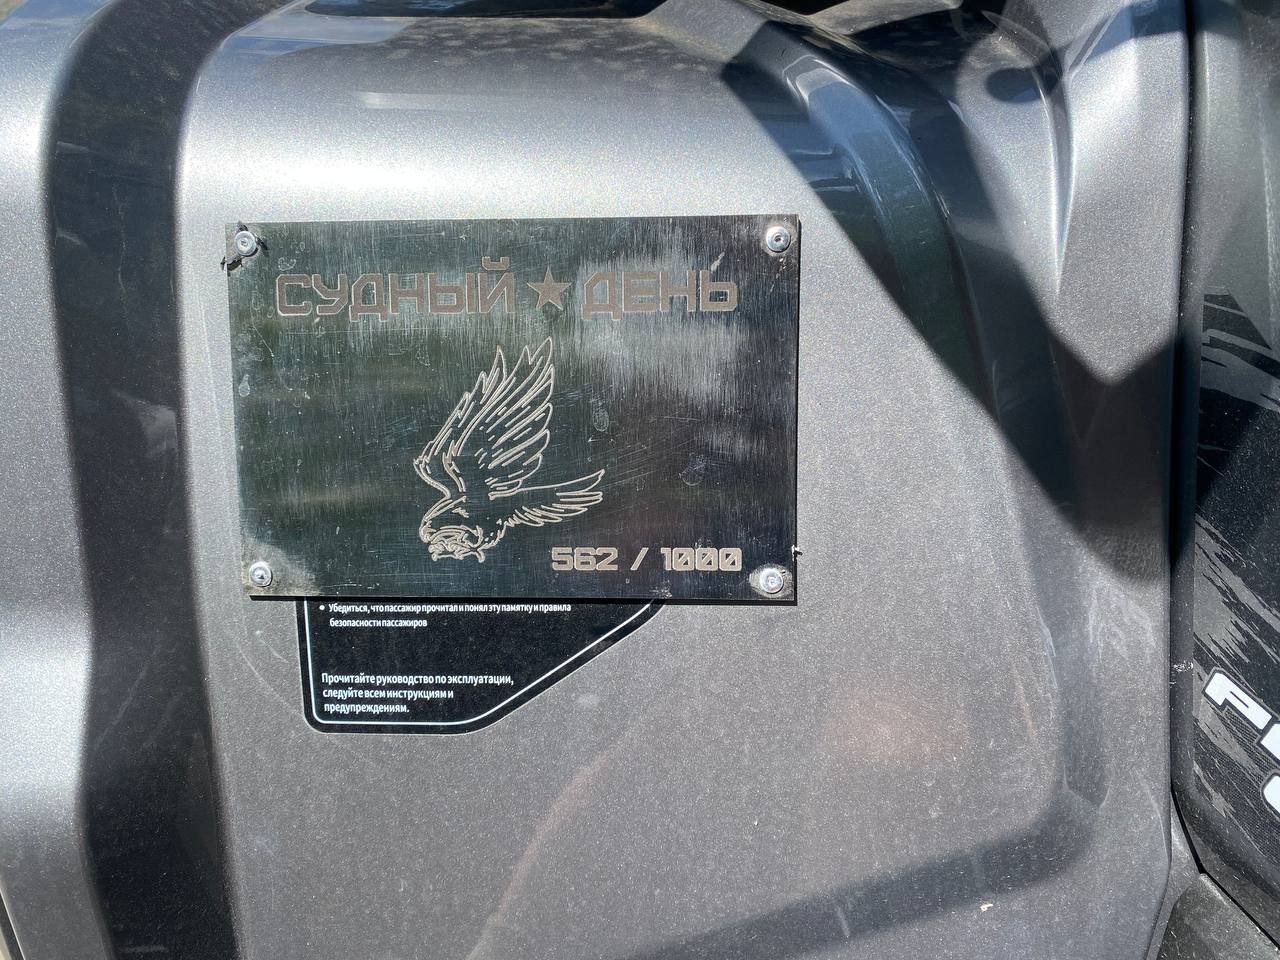 СУДНЫЙ ★ ДЕНЬ
562 / 1000
• Убедиться, что пассажир прочитал и понял эту памятку и правила
безопасности пассажиров
Прочитайте руководство по эксплуатации,
следуйте всем инструкциям и
предупреждениям.